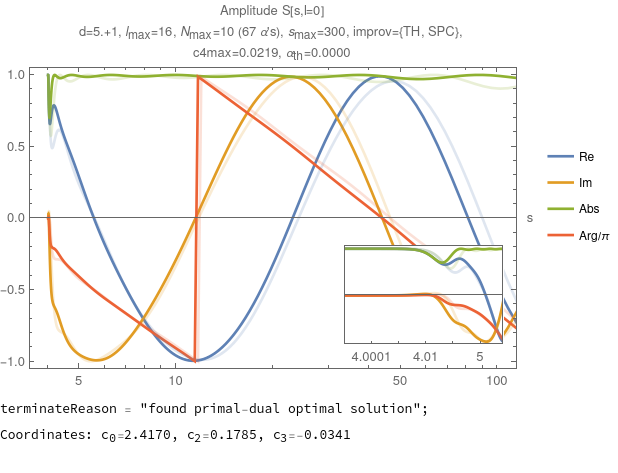 Amplitude S[s,l=0]
d=5.+1, lmax=16, Nmax=10 (67 α's), smax=300, improv={TH, SPC},
c4max=0.0219, αth=0.0000
1.0
0.5
0.0
-0.5
-1.0
5
10
50
100
s
Re
Im
Abs
Arg/π
4.0001
4.01
5
terminateReason = "found primal-dual optimal solution";
Coordinates: c0=2.4170, c2=0.1785, c3=-0.0341